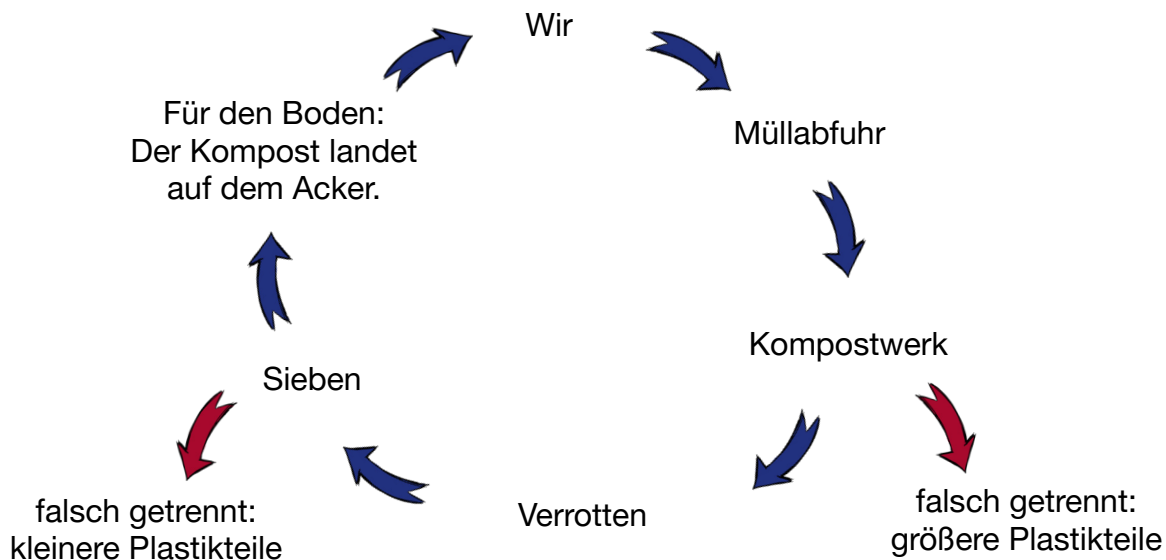 Wir
Müllabfuhr
Für den Boden:
Der Kompost landet
auf dem Acker.
Kompostwerk
Sieben
falsch getrennt:
kleinere Plastikteile
Verrotten
falsch getrennt:
größere Plastikteile